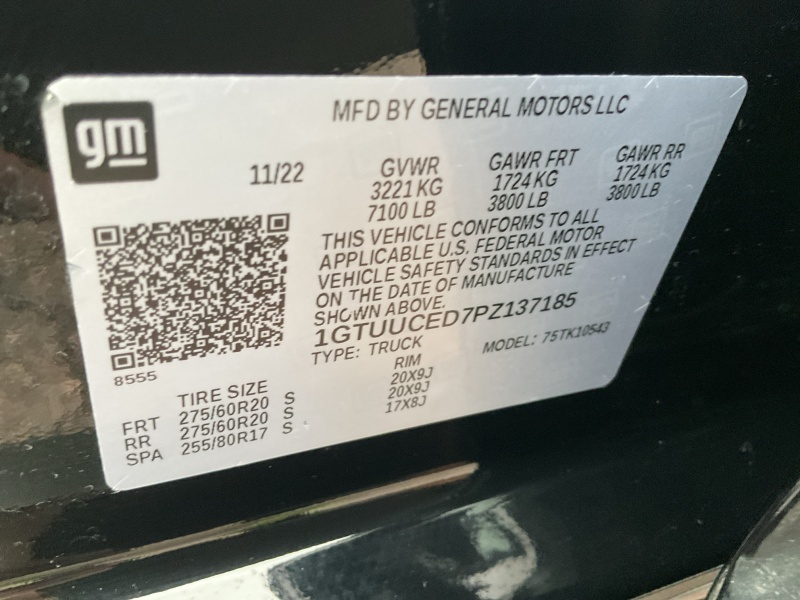 gm
MFD BY GENERAL MOTORS LLC
11/22
GVWR
3221 KG
7100 LB
GAWR FRT
1724 KG
3800 LB
GAWR RR
1724 KG
3800 LB
THIS VEHICLE CONFORMS TO ALL
APPLICABLE U.S. FEDERAL MOTOR
VEHICLE SAFETY STANDARDS IN EFFECT
ON THE DATE OF MANUFACTURE
SHOWN ABOVE.
1GTUUCED7PZ137185
TYPE: TRUCK MODEL: 75TK10543
8555
TIRE SIZE RIM
FRT 275/60R20 S 20X9J
RR 275/60R20 S 20X9J
SPA 255/80R17 S 17X8J